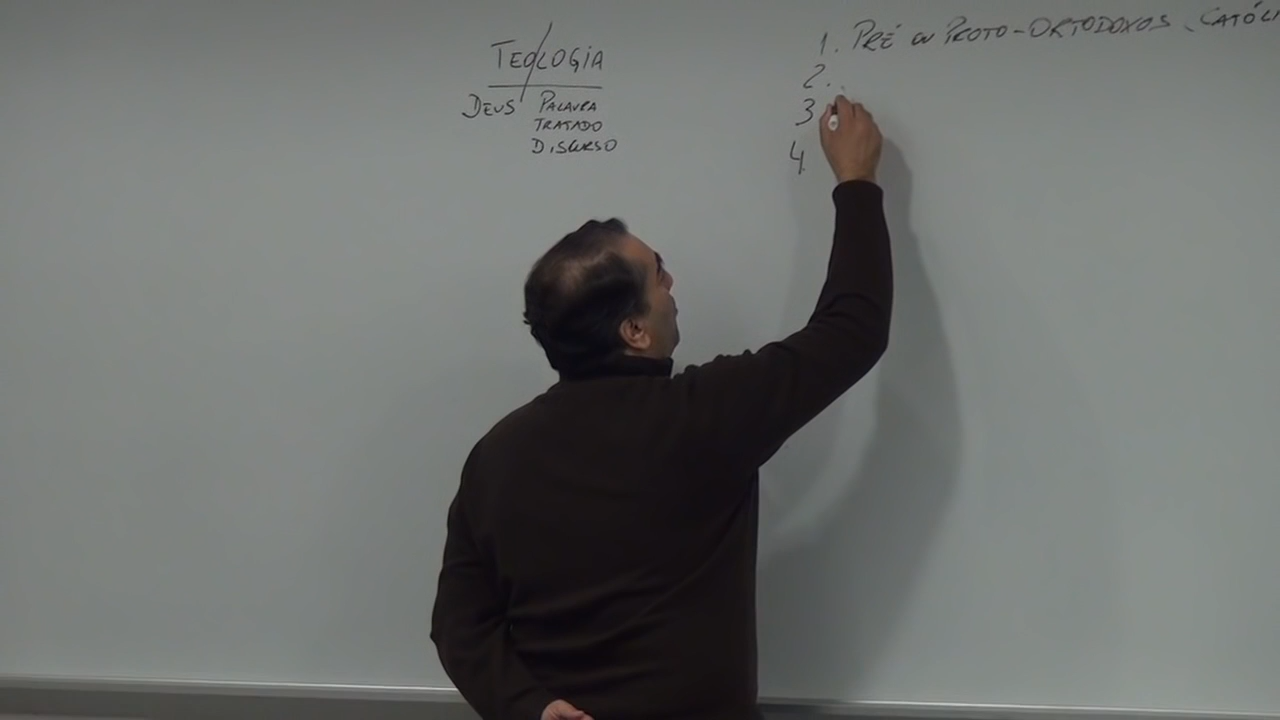 TEOLOGIA
DEUS PALAVRA
TRATADO
DISCURSO
1. PRÉ OU PROTO-ORTODOXOS
2.
3
4.